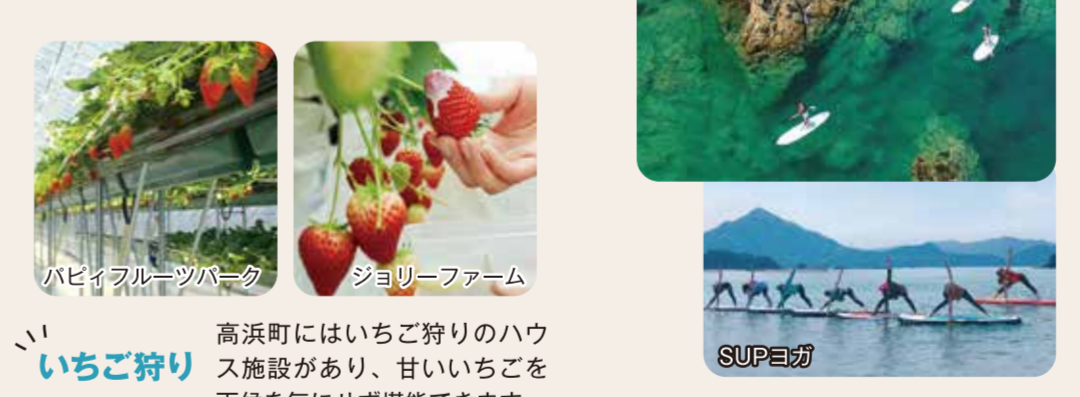 パピィフルーツパーク
ジョリーファーム
いちご狩り
高浜町にはいちご狩りのハウ
ス施設があり、甘いいちごを
SUPヨガ